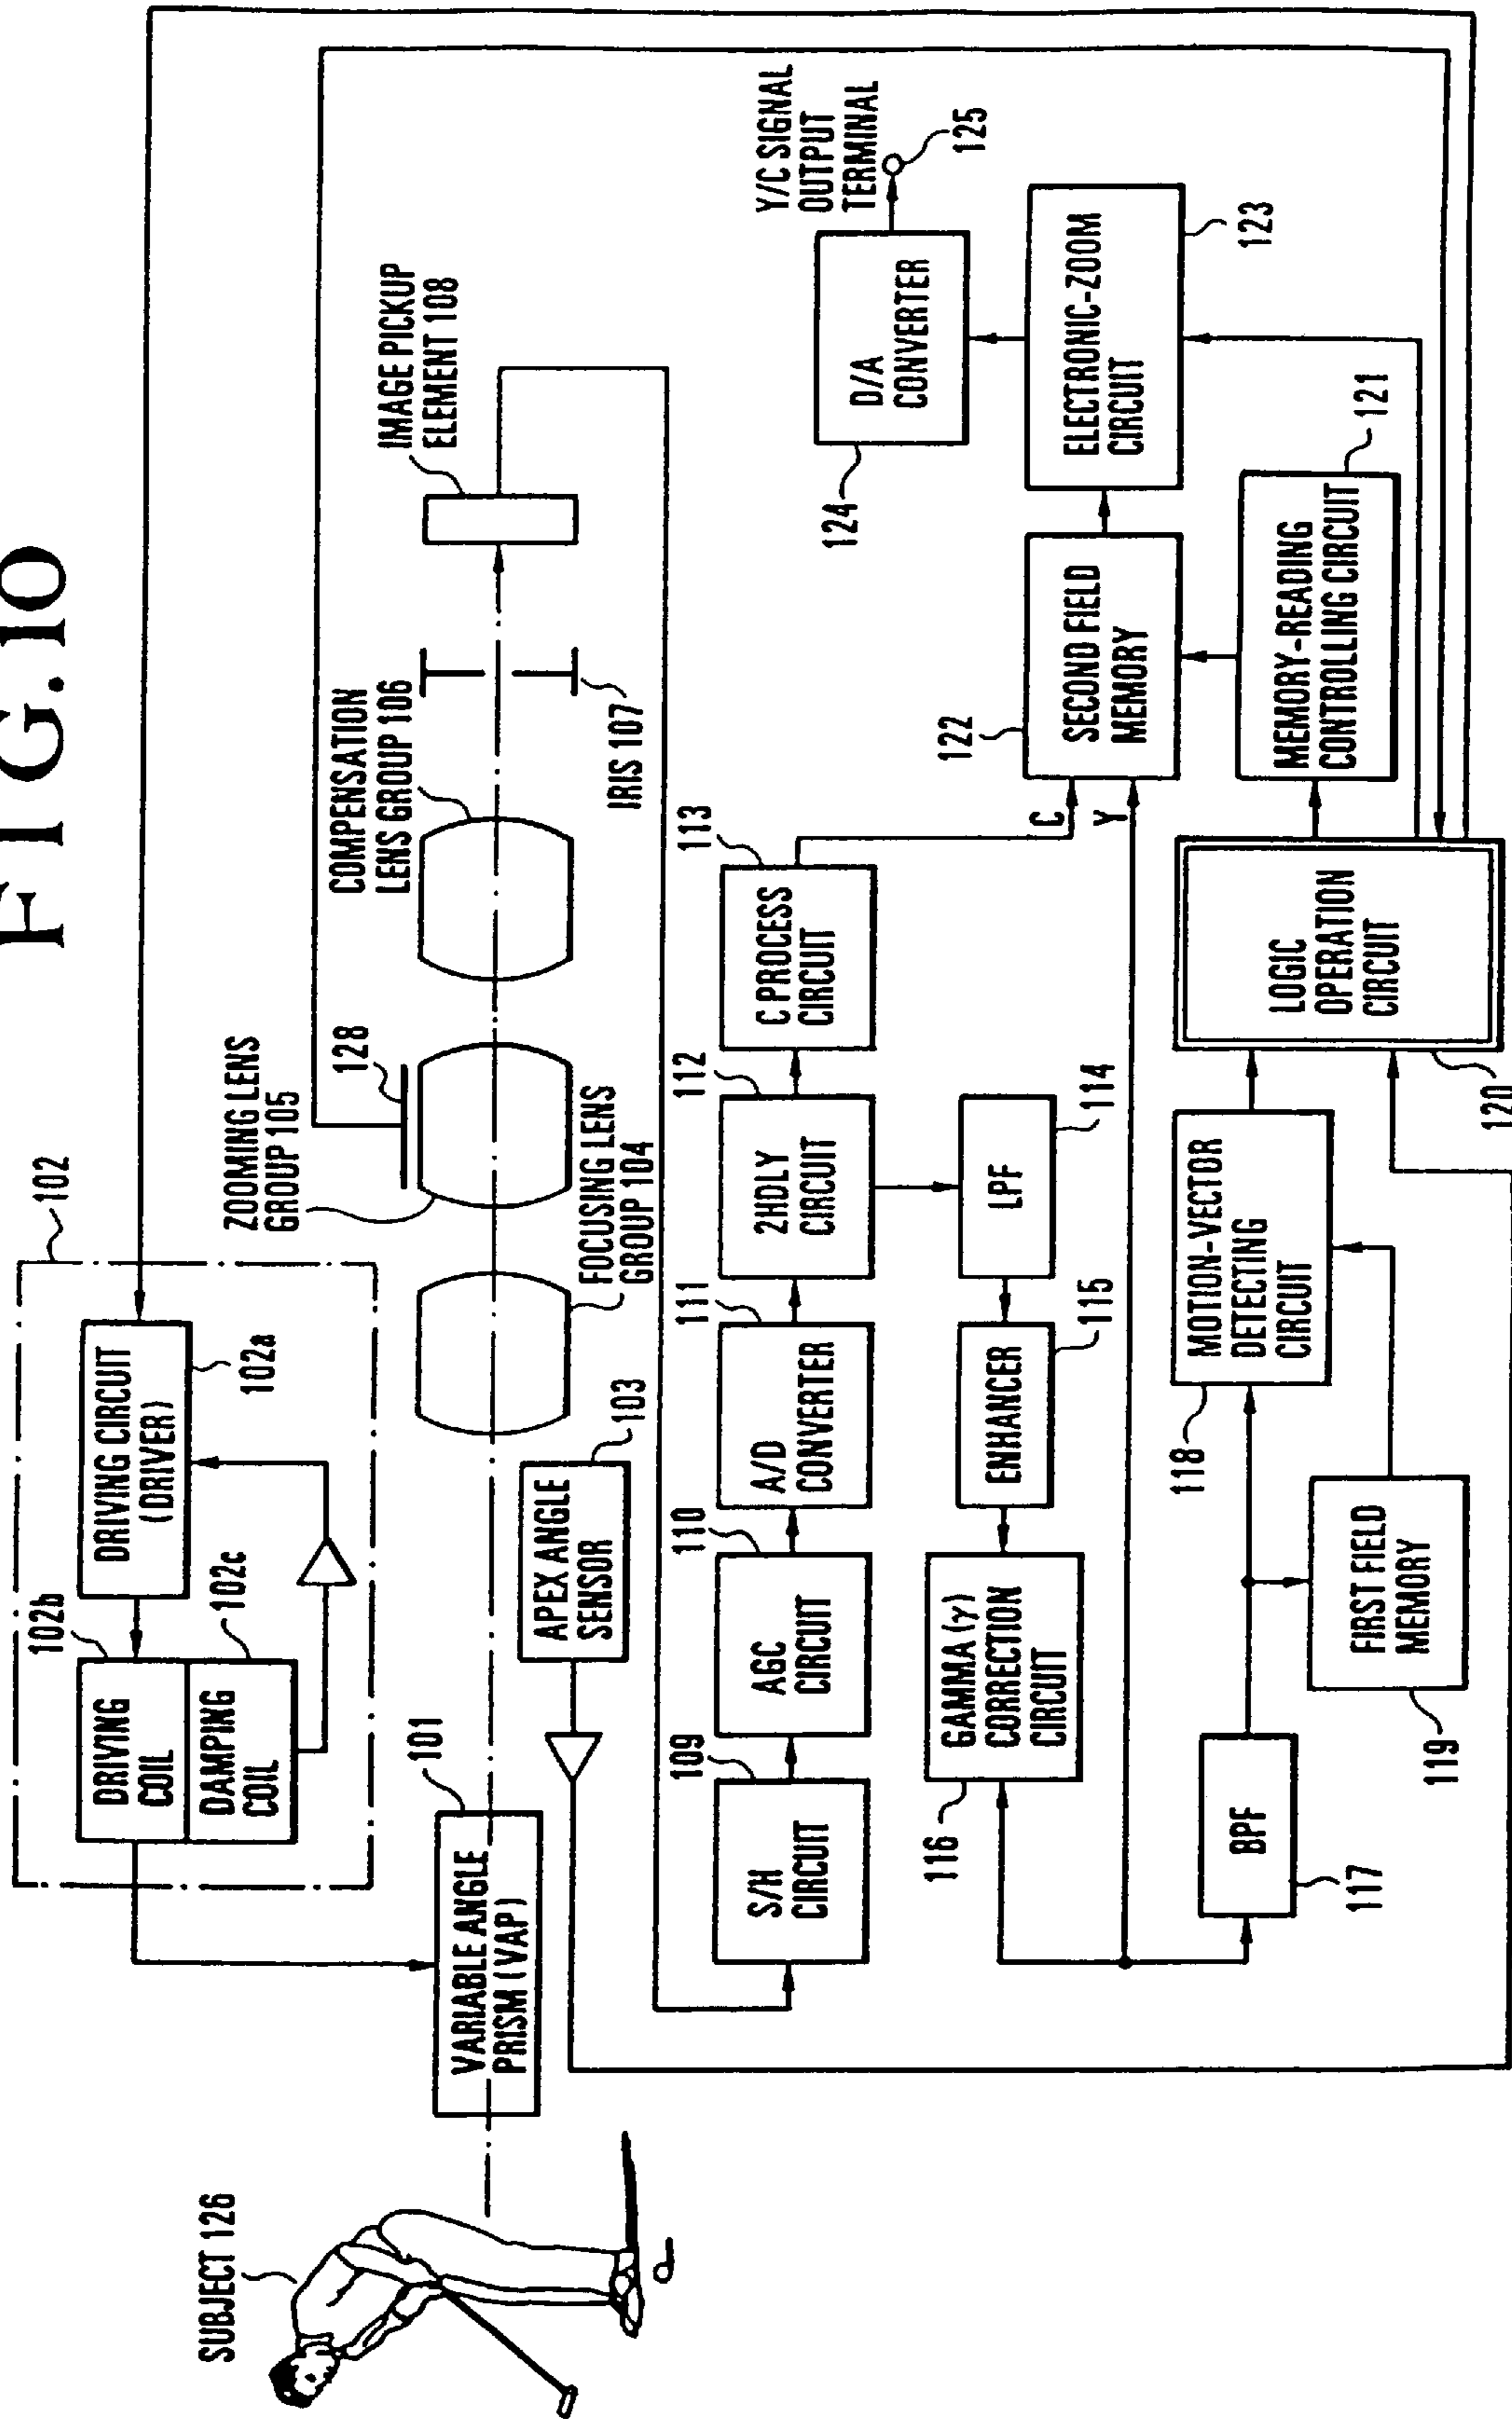 FIG.10
102
DRIVING CIRCUIT
(DRIVER)
102a
102b
DRIVING
COIL
102c
DAMPING
COIL
SUBJECT 126
101
VARIABLE ANGLE
PRISM (VAP)
APEX ANGLE
SENSOR
103
FOCUSING LENS
GROUP 104
ZOOMING LENS
GROUP 105
128
COMPENSATION
LENS GROUP 106
IRIS 107
IMAGE PICKUP
ELEMENT 108
109
S/H
CIRCUIT
110
AGC
CIRCUIT
111
A/D
CONVERTER
112
2HDLY
CIRCUIT
113
C PROCESS
CIRCUIT
114
LPF
115
ENHANCER
116
GAMMA (γ)
CORRECTION
CIRCUIT
C
Y
117
BPF
118
MOTION-VECTOR
DETECTING
CIRCUIT
119
FIRST FIELD
MEMORY
120
LOGIC
OPERATION
CIRCUIT
121
MEMORY-READING
CONTROLLING CIRCUIT
122
SECOND FIELD
MEMORY
123
ELECTRONIC-ZOOM
CIRCUIT
124
D/A
CONVERTER
Y/C SIGNAL
OUTPUT
TERMINAL
125